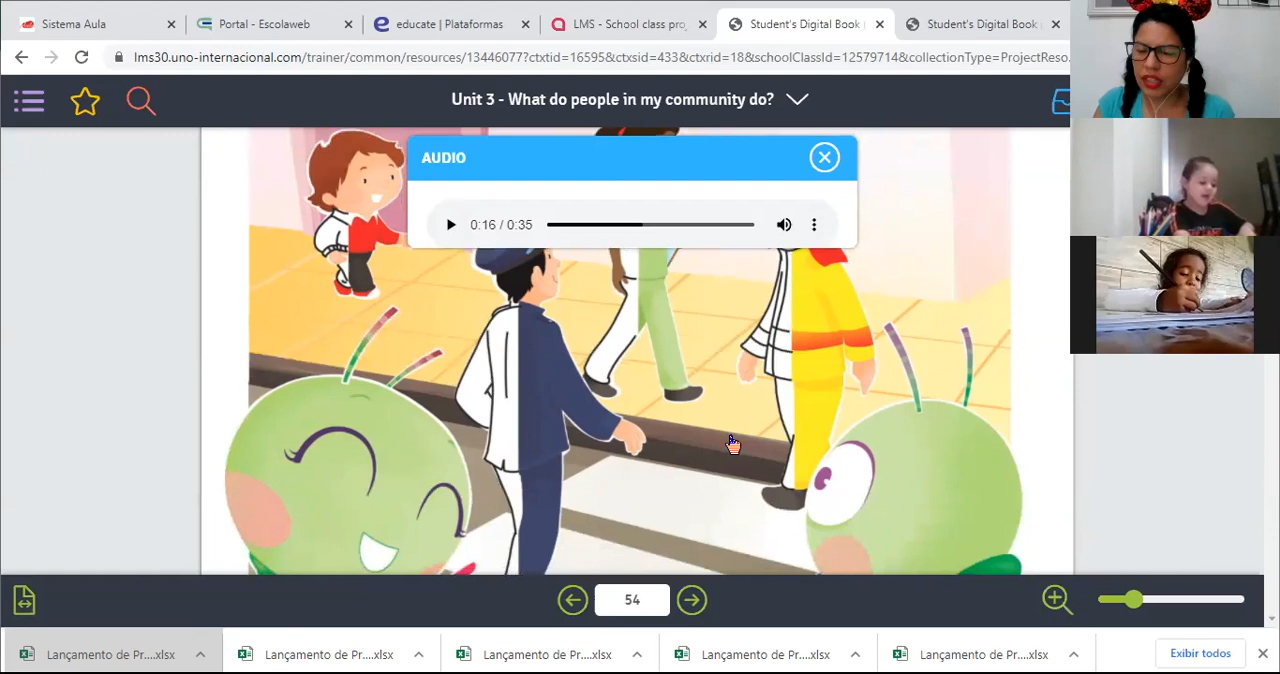 Sistema Aula
Portal - Escolaweb
educate | Plataformas
LMS - School class pro
Student's Digital Book
Student's Digital Book
lms30.uno-internacional.com/trainer/common/resource/13446077?ctxtid=16595&ctxsid=433&ctxrid=18&schoolClassId=12579714&collectionType=ProjectReso...
Unit 3 - What do people in my community do?
AUDIO
0:16 / 0:35
54
Lançamento de Pr....xlsx
Lançamento de Pr....xlsx
Lançamento de Pr....xlsx
Lançamento de Pr....xlsx
Lançamento de Pr....xlsx
Exibir todos